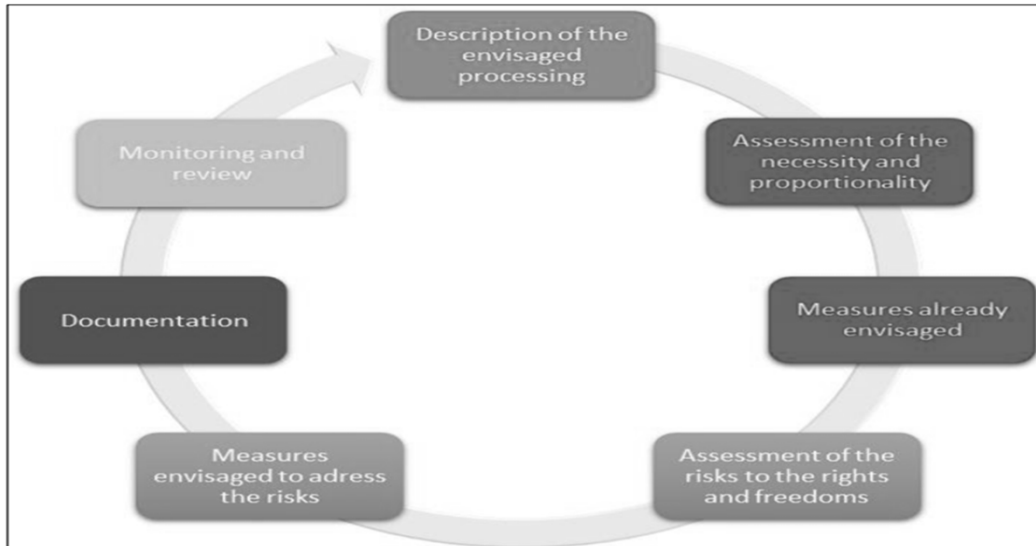 Description of the
envisaged
processing
Assessment of the
necessity and
proportionality
Measures already
envisaged
Assessment of the
risks to the rights
and freedoms
Measures
envisaged to adress
the risks
Documentation
Monitoring and
review